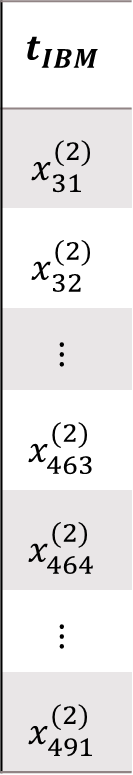 t_IBM
x_31^(2)
x_32^(2)
⋮
x_463^(2)
x_464^(2)
⋮
x_491^(2)